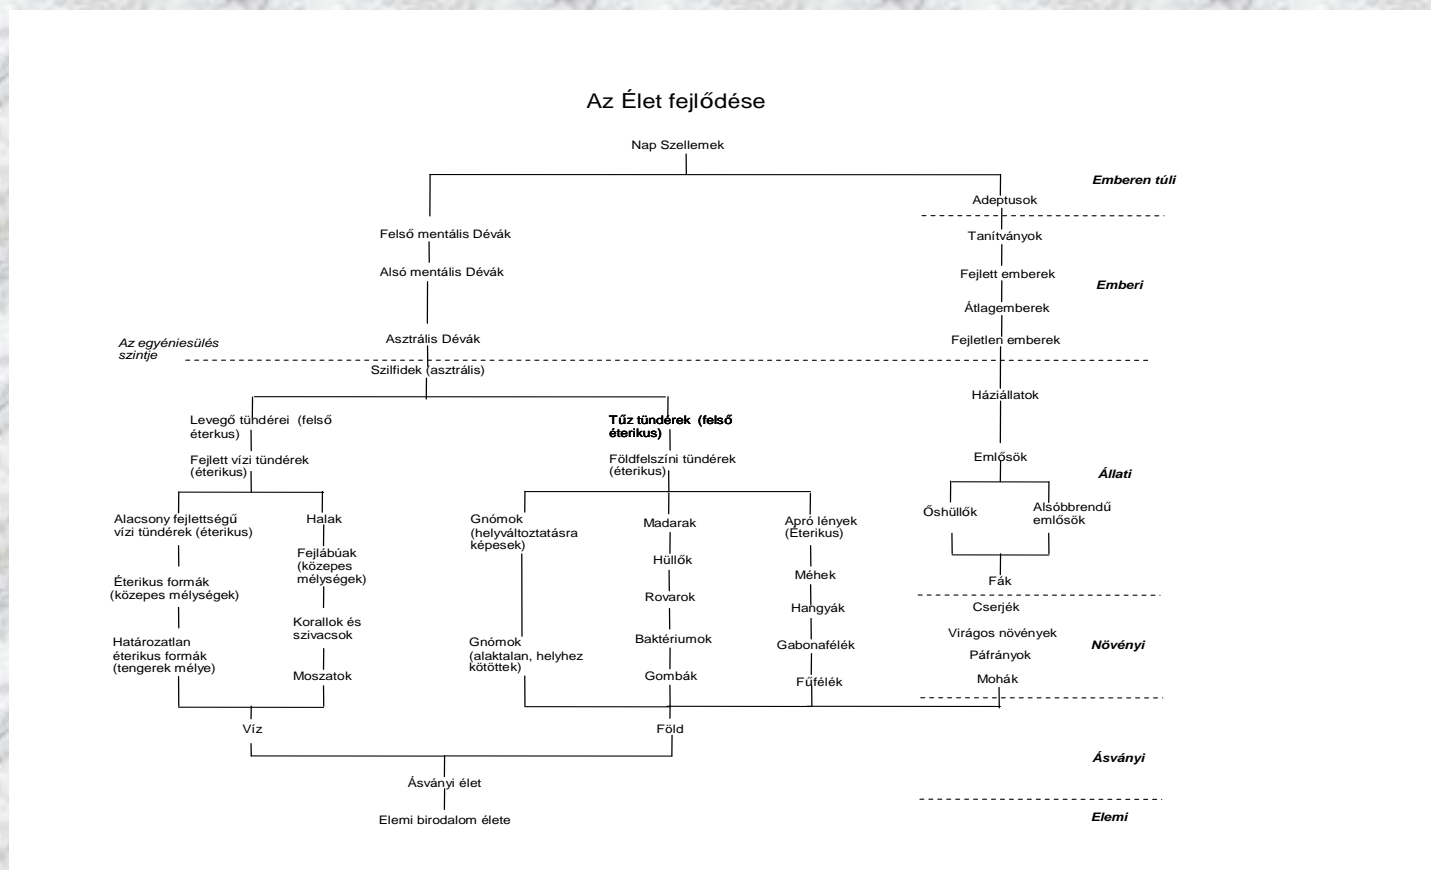 Az Élet fejlődése
Nap Szellemek
Emberen túli
Adeptusok
Felső mentális Dévák
Tanítványok
Alsó mentális Dévák
Fejlett emberek
Emberi
Átlagemberek
Az egyéniesülés
szintje
Asztrális Dévák
Fejletlen emberek
Szilfidek (asztrális)
Háziállatok
Levegő tündérei (felső
éterkus)
Tűz tündérek (felső
éterikus)
Fejlett vízi tündérek
(éterikus)
Földfelszíni tündérek
(éterikus)
Emlősök
Állati
Alacsony fejlettségű
vízi tündérek (éterikus)
Halak
Gnómok
(helyváltoztatásra
képesek)
Madarak
Apró lények
(Éterikus)
Őshüllők
Alsóbbrendű
emlősök
Fejlábúak
(közepes
mélységek)
Hüllők
Éterikus formák
(közepes mélységek)
Méhek
Fák
Rovarok
Hangyák
Cserjék
Korallok és
szivacsok
Virágos növények
Határozatlan
éterikus formák
(tengerek mélye)
Gnómok
(alaktalan, helyhez
kötöttek)
Baktériumok
Gabonafélék
Növényi
Páfrányok
Moszatok
Gombák
Fűfélék
Mohák
Víz
Föld
Ásványi
Ásványi élet
Elemi birodalom élete
Elemi